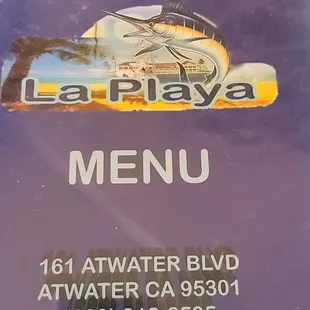 La Playa
MENU
161 ATWATER BLVD
ATWATER CA 95301